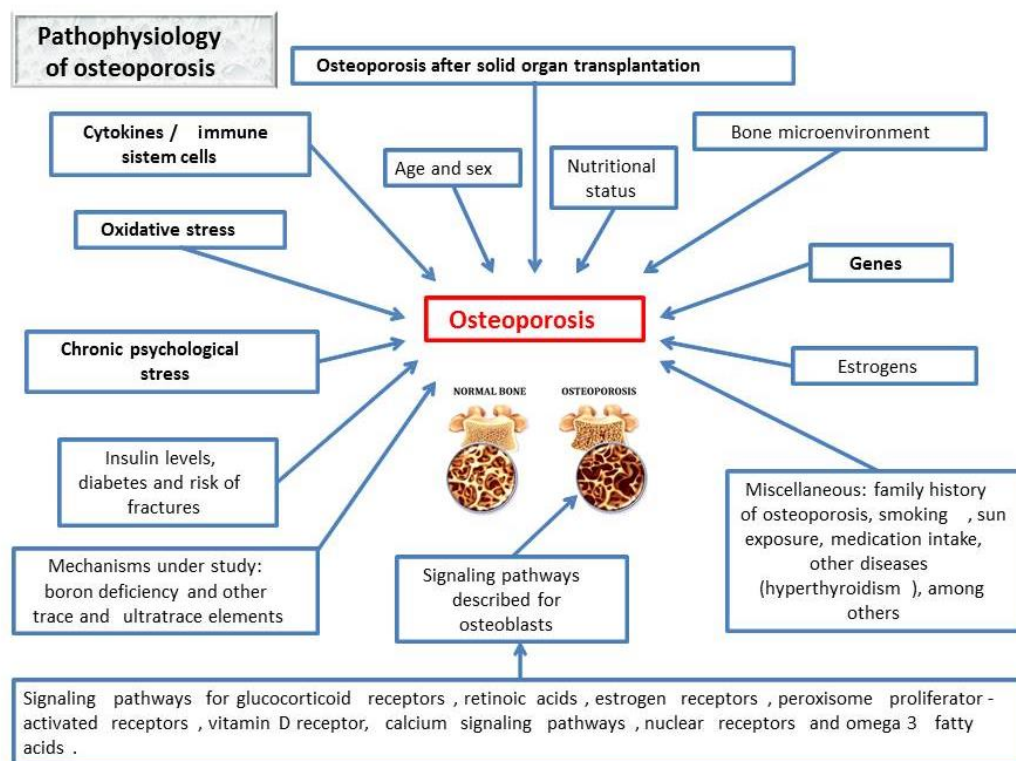 Pathophysiology
of osteoporosis
Osteoporosis after solid organ transplantation
Cytokines / immune
sistem cells
Age and sex
Nutritional
status
Bone microenvironment
Oxidative stress
Genes
Osteoporosis
Chronic psychological
stress
Estrogens
NORMAL BONE
OSTEOPOROSIS
Insulin levels,
diabetes and risk of
fractures
Miscellaneous: family history
of osteoporosis, smoking , sun
exposure, medication intake,
other diseases
(hyperthyroidism ), among
others
Mechanisms under study:
boron deficiency and other
trace and ultratrace elements
Signaling pathways
described for
osteoblasts
Signaling pathways for glucocorticoid receptors , retinoic acids , estrogen receptors , peroxisome proliferator -
activated receptors , vitamin D receptor, calcium signaling pathways , nuclear receptors and omega 3 fatty
acids .